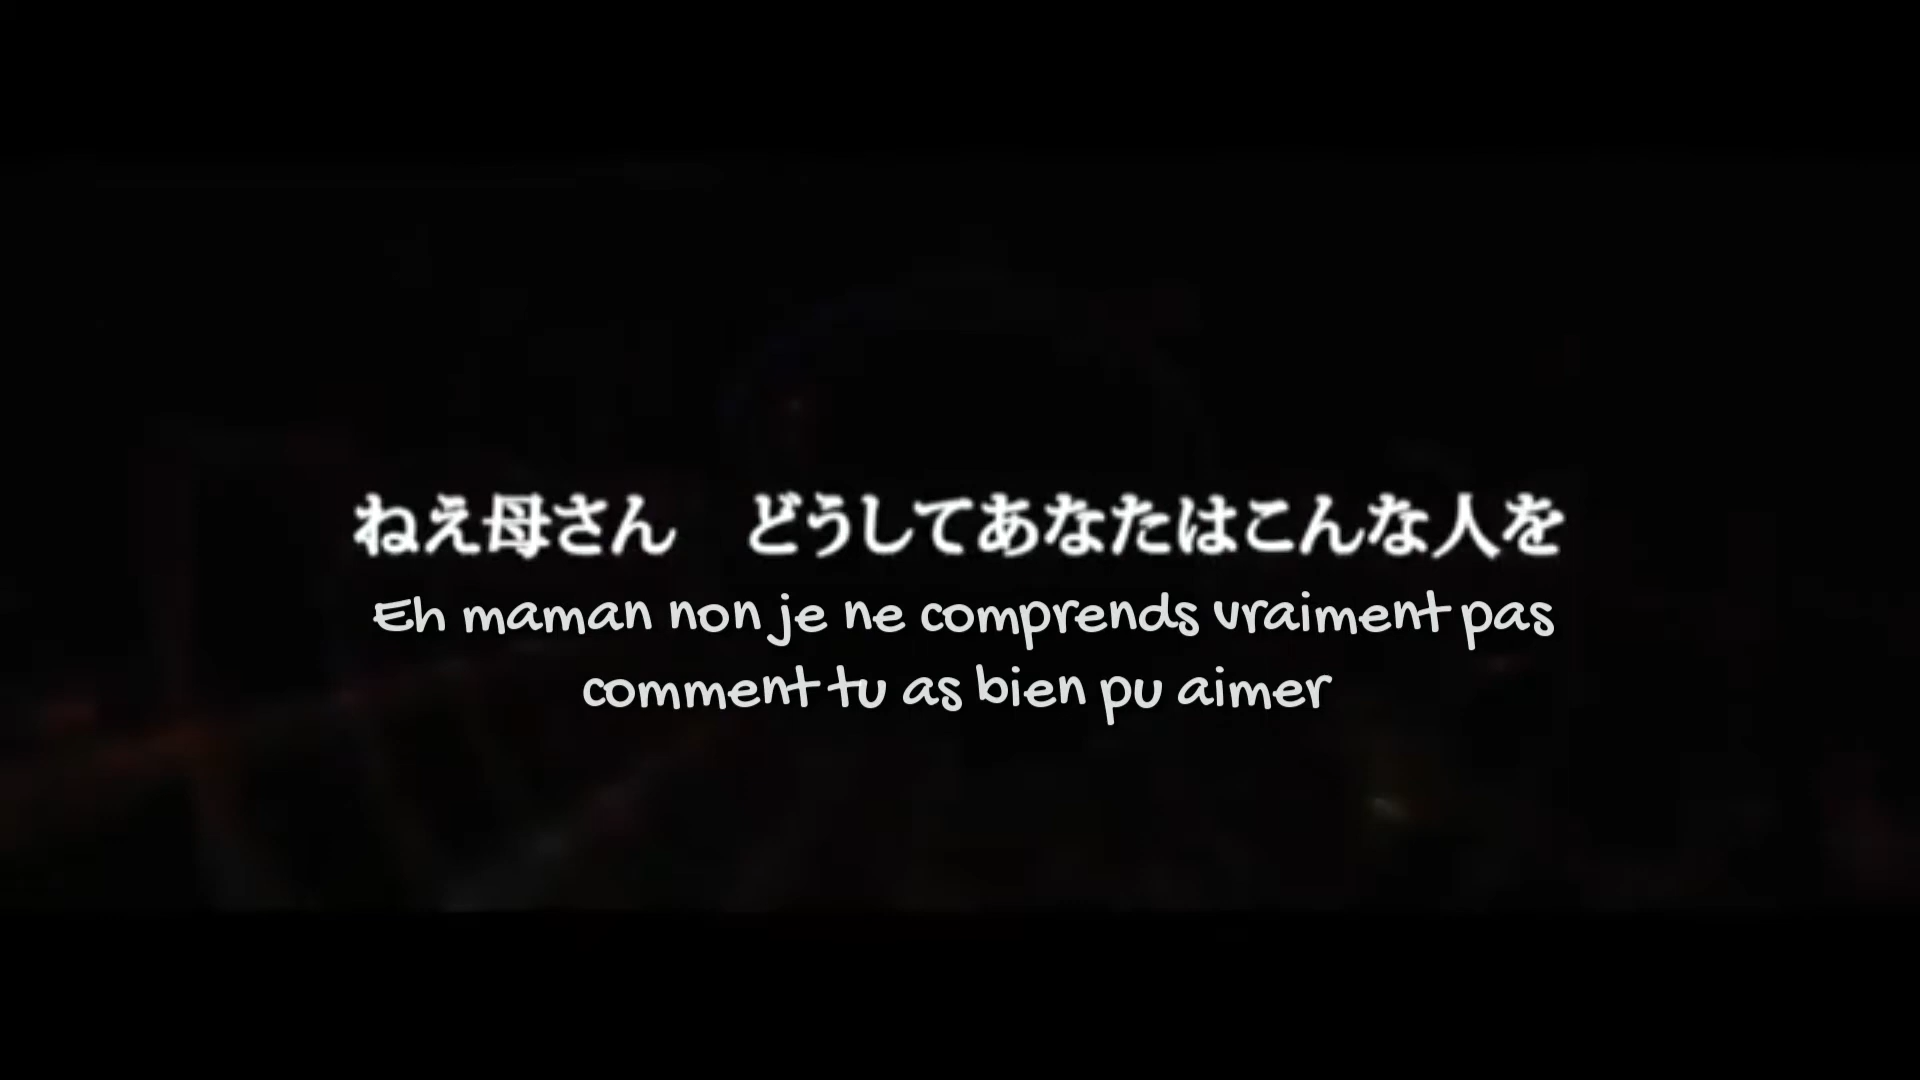 ねえ母さん　どうしてあなたはこんな人を
Eh maman non je ne comprends vraiment pas
comment tu as bien pu aimer